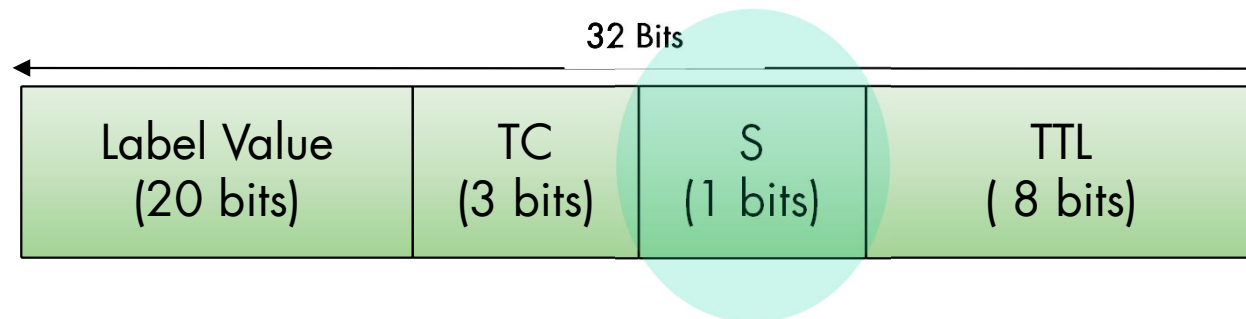 32 Bits
Label Value
(20 bits)
TC
(3 bits)
S
(1 bits)
TTL
( 8 bits)